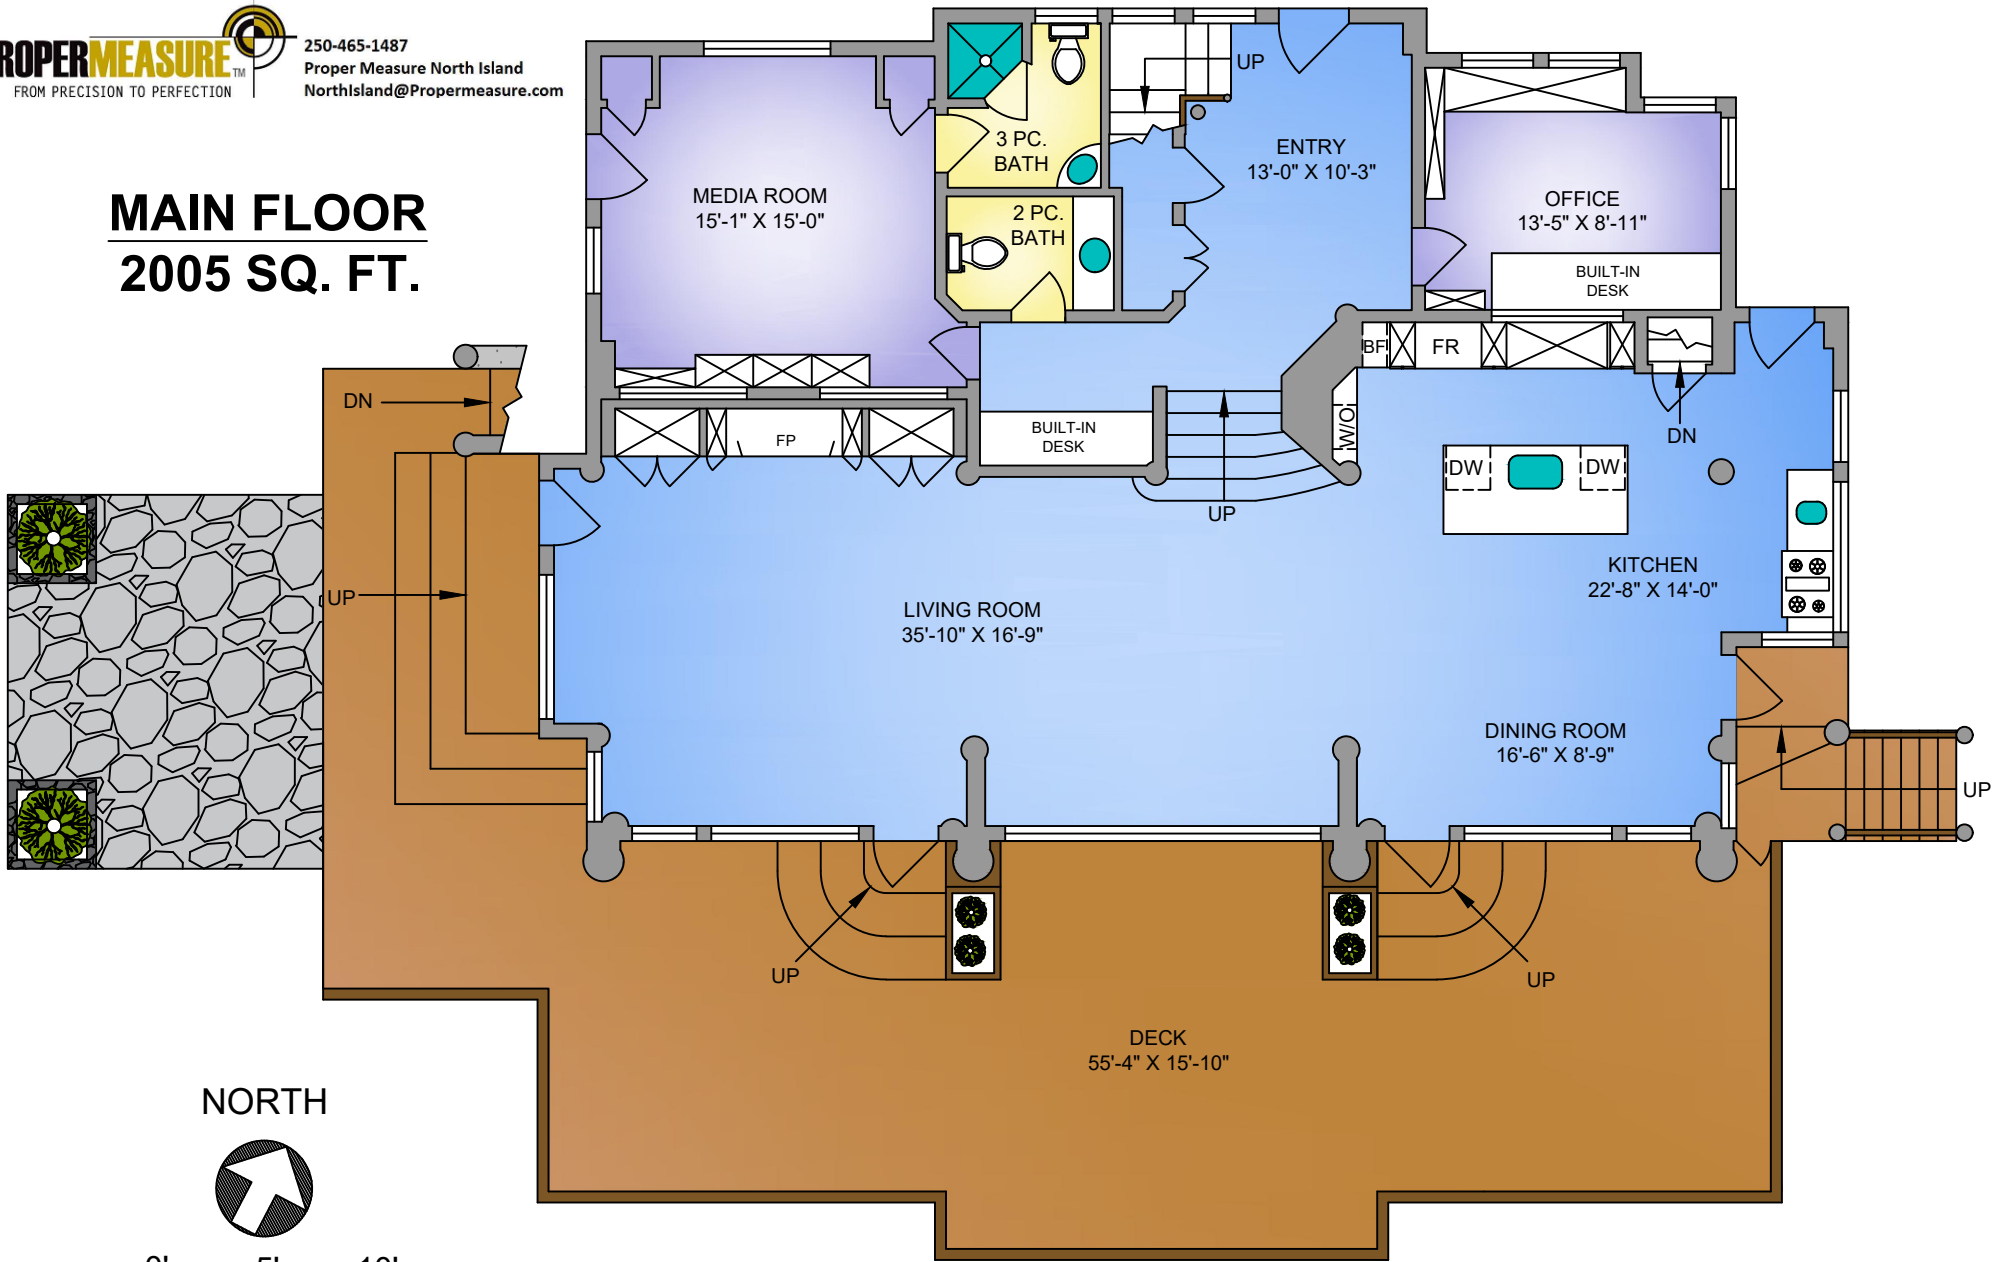 ROPERMEASURE TM
FROM PRECISION TO PERFECTION
250-465-1487
Proper Measure North Island
NorthIsland@Propermeasure.com
MAIN FLOOR
2005 SQ. FT.
UP
3 PC.
BATH
ENTRY
13'-0" X 10'-3"
MEDIA ROOM
15'-1" X 15'-0"
2 PC.
BATH
OFFICE
13'-5" X 8'-11"
BUILT-IN
DESK
BF
FR
DN
W/O
BUILT-IN
DESK
FP
DN
DW
DW
UP
KITCHEN
22'-8" X 14'-0"
UP
LIVING ROOM
35'-10" X 16'-9"
DINING ROOM
16'-6" X 8'-9"
UP
UP
UP
DECK
55'-4" X 15'-10"
NORTH